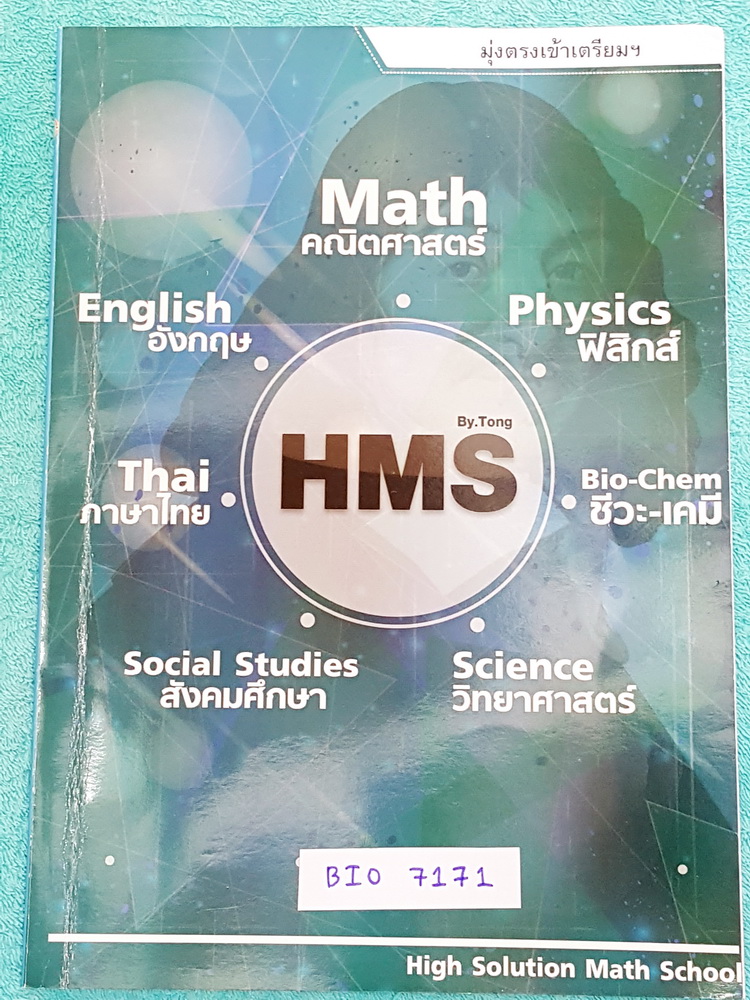 มุ่งตรงเข้าเตรียมฯ
Math
คณิตศาสตร์
English
อังกฤษ
Physics
ฟิสิกส์
By.Tong
HMS
Thai
ภาษาไทย
Bio-Chem
ชีวะ-เคมี
Social Studies
สังคมศึกษา
Science
วิทยาศาสตร์
BIO 7171
High Solution Math School